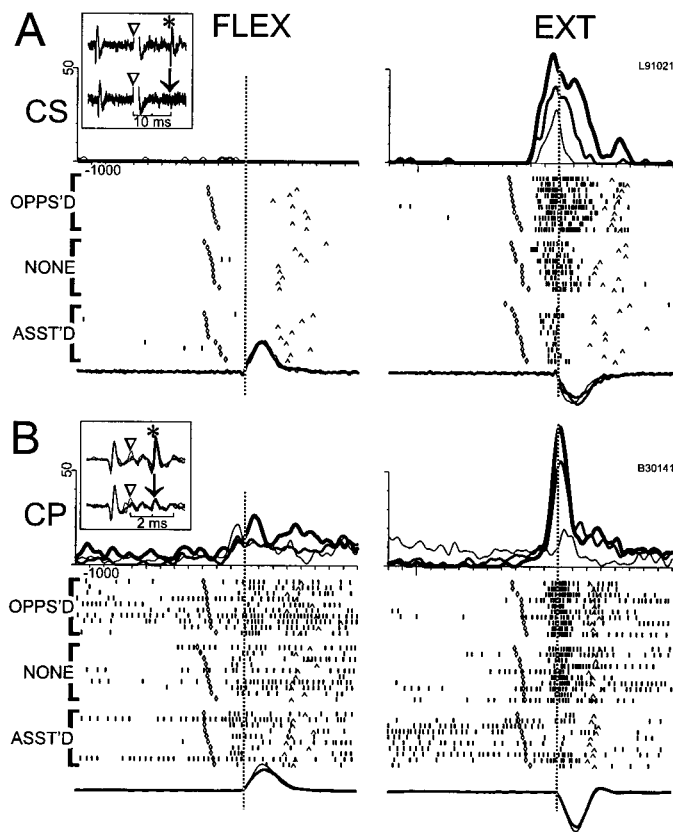 A FLEX EXT
*
10 ms
50
CS
L91021
-1000
OPPS'D
NONE
ASST'D
B
*
2 ms
50
CP
B30141
-1000
OPPS'D
NONE
ASST'D